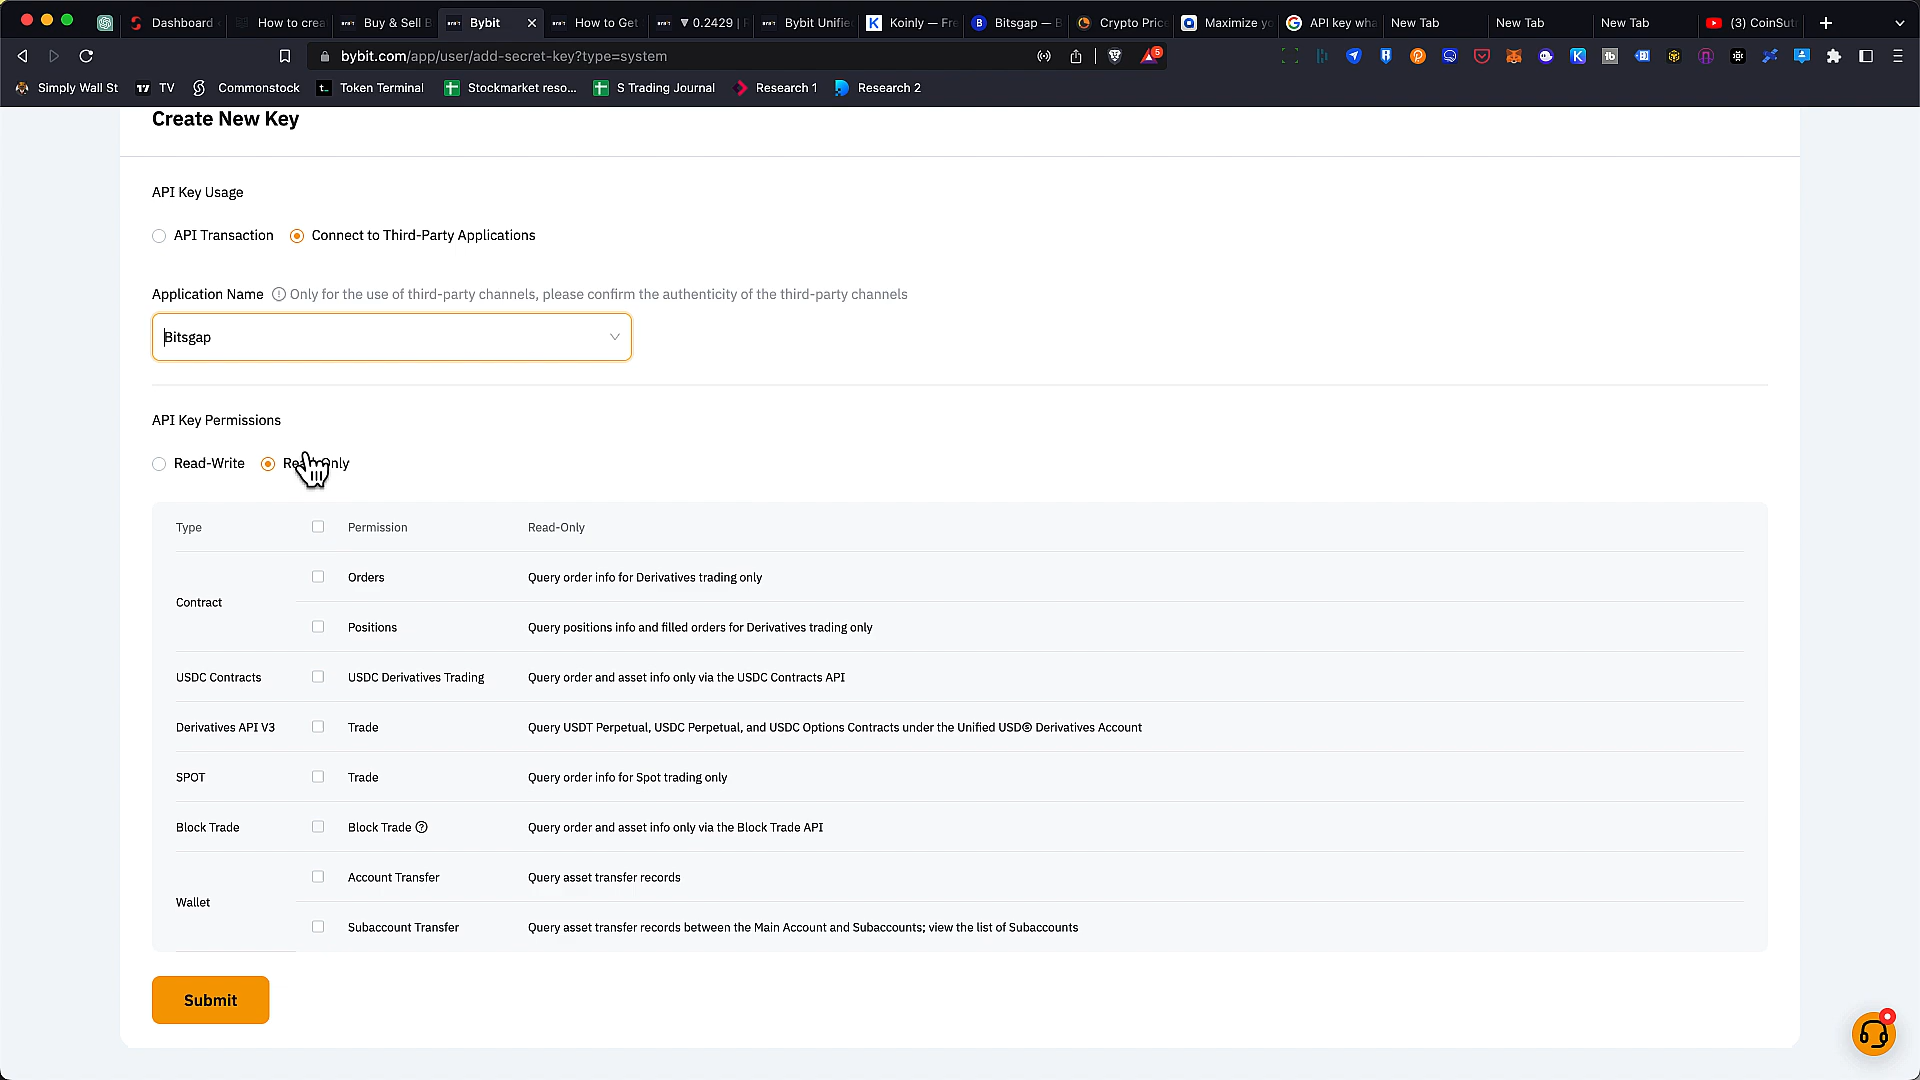 Dashboard
How to crea
Buy & Sell B
Bybit
How to Get
▼ 0.2429 |
Bybit Unifie
Koinly — Fre
Bitsgap — B
Crypto Price
Maximize yo
API key wha
New Tab
New Tab
New Tab
(3) CoinSut
bybit.com/app/user/add-secret-key?type=system
5
Simply Wall St
TV
Commonstock
Token Terminal
Stockmarket reso...
S Trading Journal
Research 1
Research 2
Create New Key
API Key Usage
API Transaction
Connect to Third-Party Applications
Application Name Only for the use of third-party channels, please confirm the authenticity of the third-party channels
Bitsgap
API Key Permissions
Read-Write
Read-Only
Type Permission Read-Only
Contract
Orders Query order info for Derivatives trading only
Positions Query positions info and filled orders for Derivatives trading only
USDC Contracts USDC Derivatives Trading Query order and asset info only via the USDC Contracts API
Derivatives API V3 Trade Query USDT Perpetual, USDC Perpetual, and USDC Options Contracts under the Unified USDⓈ Derivatives Account
SPOT Trade Query order info for Spot trading only
Block Trade Block Trade Query order and asset info only via the Block Trade API
Wallet
Account Transfer Query asset transfer records
Subaccount Transfer Query asset transfer records between the Main Account and Subaccounts; view the list of Subaccounts
Submit